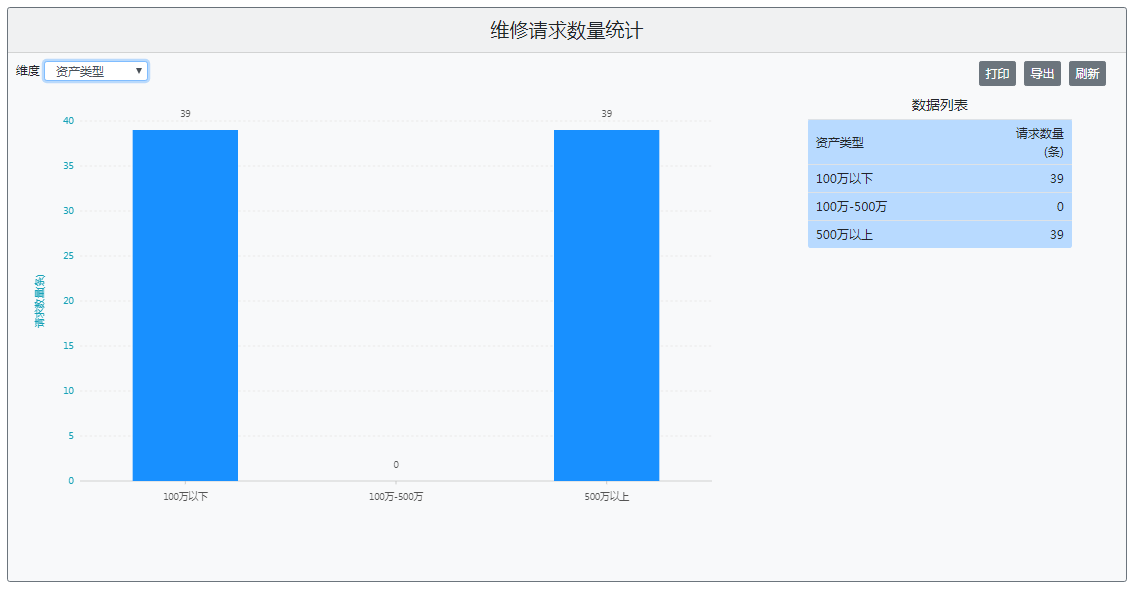 维修请求数量统计
维度 资产类型
打印 导出 刷新
39
39
0
40
35
30
25
20
15
10
5
0
请求数量(条)
100万以下
100万-500万
500万以上
数据列表
资产类型 请求数量
(条)
100万以下 39
100万-500万 0
500万以上 39